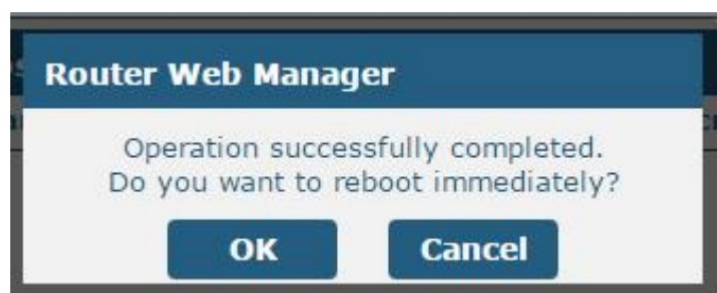 Router Web Manager
Operation successfully completed.
Do you want to reboot immediately?
OK Cancel